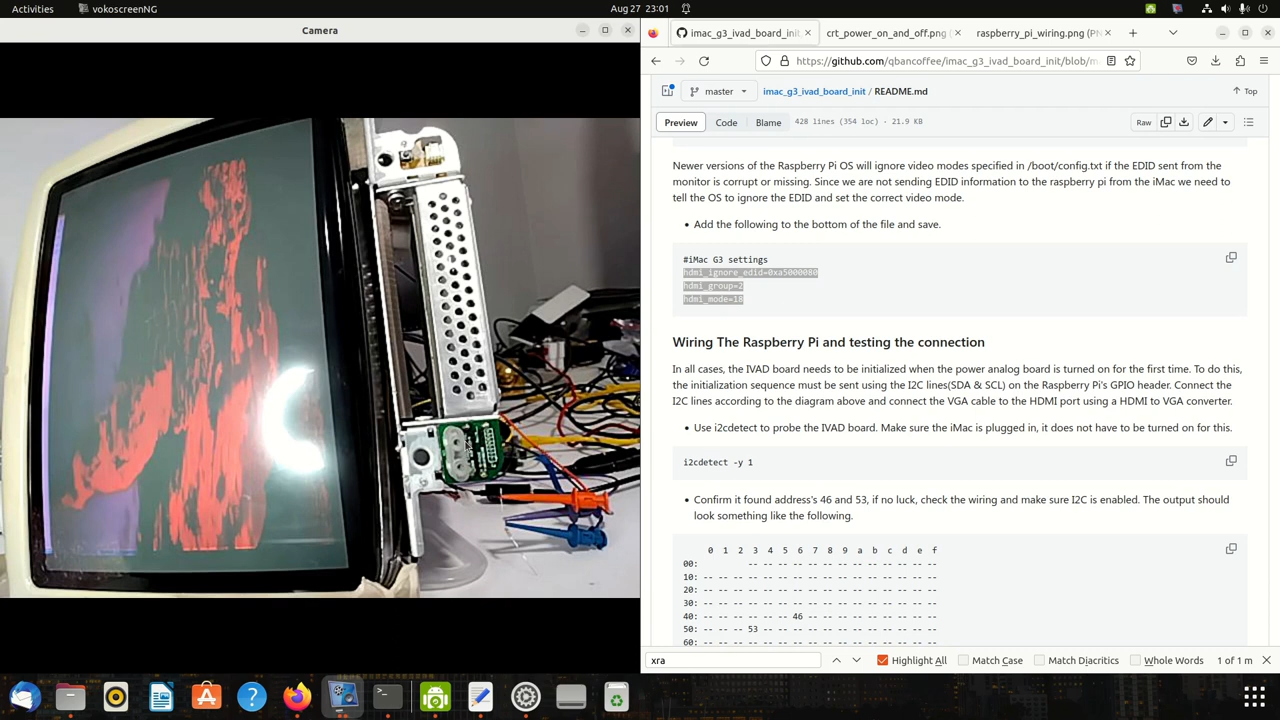 Activities
vokoscreenNG
Aug 27 23:01
Camera
imac_g3_ivad_board_init
crt_power_on_and_off.png (
raspberry_pi_wiring.png (PN
https://github.com/qbancoffee/imac_g3_ivad_board_init/blob/m
master
imac_g3_ivad_board_init / README.md
Top
Preview
Code
Blame
428 lines (354 loc) · 21.9 KB
Raw
Newer versions of the Raspberry Pi OS will ignore video modes specified in /boot/config.txt if the EDID sent from the
monitor is corrupt or missing. Since we are not sending EDID information to the raspberry pi from the iMac we need to
tell the OS to ignore the EDID and set the correct video mode.
• Add the following to the bottom of the file and save.
#iMac G3 settings
hdmi_ignore_edid=0xa5000080
hdmi_group=2
hdmi_mode=18
Wiring The Raspberry Pi and testing the connection
In all cases, the IVAD board needs to be initialized when the power analog board is turned on for the first time. To do this,
the initialization sequence must be sent using the I2C lines(SDA & SCL) on the Raspberry Pi's GPIO header. Connect the
I2C lines according to the diagram above and connect the VGA cable to the HDMI port using a HDMI to VGA converter.
• Use i2cdetect to probe the IVAD board. Make sure the iMac is plugged in, it does not have to be turned on for this.
i2cdetect -y 1
• Confirm it found address's 46 and 53, if no luck, check the wiring and make sure I2C is enabled. The output should
look something like the following.
0 1 2 3 4 5 6 7 8 9 a b c d e f
00: -- -- -- -- -- -- -- -- -- -- -- -- --
10: -- -- -- -- -- -- -- -- -- -- -- -- -- -- -- --
20: -- -- -- -- -- -- -- -- -- -- -- -- -- -- -- --
30: -- -- -- -- -- -- -- -- -- -- -- -- -- -- -- --
40: -- -- -- -- -- -- 46 -- -- -- -- -- -- -- -- --
50: -- -- -- 53 -- -- -- -- -- -- -- -- -- -- -- --
60: -- -- -- -- -- -- -- -- -- -- -- -- -- -- -- --
xra
Highlight All
Match Case
Match Diacritics
Whole Words
1 of 1 m